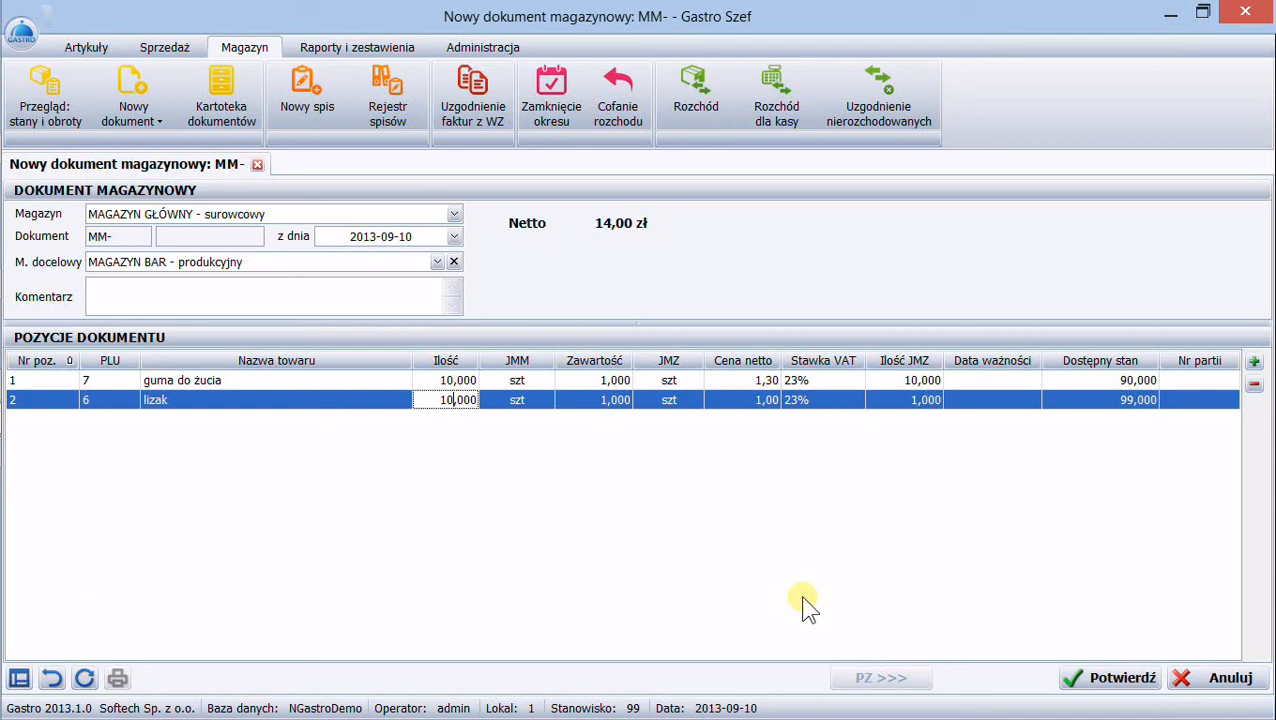 Nowy dokument magazynowy: MM- - Gastro Szef
GASTRO
Artykuły Sprzedaż Magazyn Raporty i zestawienia Administracja
Przegląd: stany i obroty
Nowy dokument
Kartoteka dokumentów
Nowy spis
Rejestr spisów
Uzgodnienie faktur z WZ
Zamknięcie okresu
Cofanie rozchodu
Rozchód
Rozchód dla kasy
Uzgodnienie nierozchodowanych
Nowy dokument magazynowy: MM-
DOKUMENT MAGAZYNOWY
Magazyn MAGAZYN GŁÓWNY - surowcowy Netto 14,00 zł
Dokument MM- z dnia 2013-09-10
M. docelowy MAGAZYN BAR - produkcyjny
Komentarz
POZYCJE DOKUMENTU
Nr poz. PLU Nazwa towaru Ilość JMM Zawartość JMZ Cena netto Stawka VAT Ilość JMZ Data ważności Dostępny stan Nr partii
1 7 guma do żucia 10,000 szt 1,000 szt 1,30 23% 10,000 90,000
2 6 lizak 10,000 szt 1,000 szt 1,00 23% 1,000 99,000
PZ >>> Potwierdź Anuluj
Gastro 2013.1.0 Softech Sp. z o.o. Baza danych: NGastroDemo Operator: admin Lokal: 1 Stanowisko: 99 Data: 2013-09-10